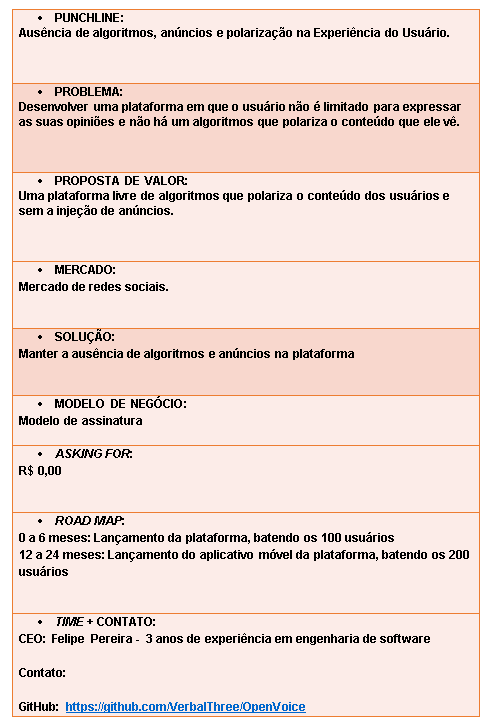 • PUNCHLINE:
Ausência de algoritmos, anúncios e polarização na Experiência do Usuário.
• PROBLEMA:
Desenvolver uma plataforma em que o usuário não é limitado para expressar
as suas opiniões e não há um algoritmos que polariza o conteúdo que ele vê.
• PROPOSTA DE VALOR:
Uma plataforma livre de algoritmos que polariza o conteúdo dos usuários e
sem a injeção de anúncios.
• MERCADO:
Mercado de redes sociais.
• SOLUÇÃO:
Manter a ausência de algoritmos e anúncios na plataforma
• MODELO DE NEGÓCIO:
Modelo de assinatura
• ASKING FOR:
R$ 0,00
• ROAD MAP:
0 a 6 meses: Lançamento da plataforma, batendo os 100 usuários
12 a 24 meses: Lançamento do aplicativo móvel da plataforma, batendo os 200
usuários
• TIME + CONTATO:
CEO: Felipe Pereira - 3 anos de experiência em engenharia de software
Contato:
GitHub: https://github.com/VerbalThree/OpenVoice